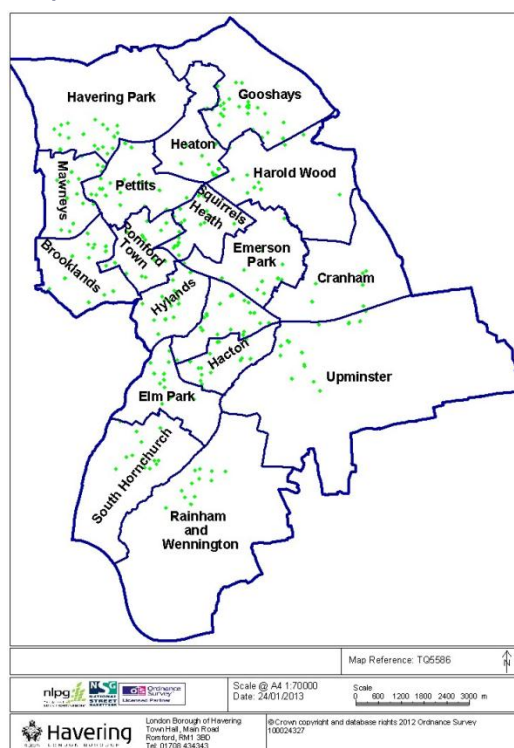 Havering Park
Gooshays
Heaton
Mawneys
Pettits
Harold Wood
Squirrels
Heath
Romford
Town
Emerson
Park
Brooklands
Cranham
Hylands
Hacton
Upminster
Elm Park
South Hornchurch
Rainham
and
Wennington
Map Reference: TQ5586
N
nlpg
NSG
NATIONAL
STREET
GAZETTEER
OS Ordnance
Survey
Licensed Partner
Scale @ A4 1:70000
Date: 24/01/2013
Scale
0 600 1200 1800 2400 3000 m
Havering
LONDON BOROUGH
London Borough of Havering
Town Hall, Main Road
Romford, RM1 3BD
Tel: 01708 434343
©Crown copyright and database rights 2012 Ordnance Survey
100024327